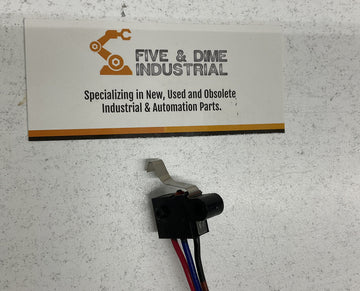 FIVE & DIME
INDUSTRIAL
Specializing in New, Used and Obsolete
Industrial & Automation Parts.